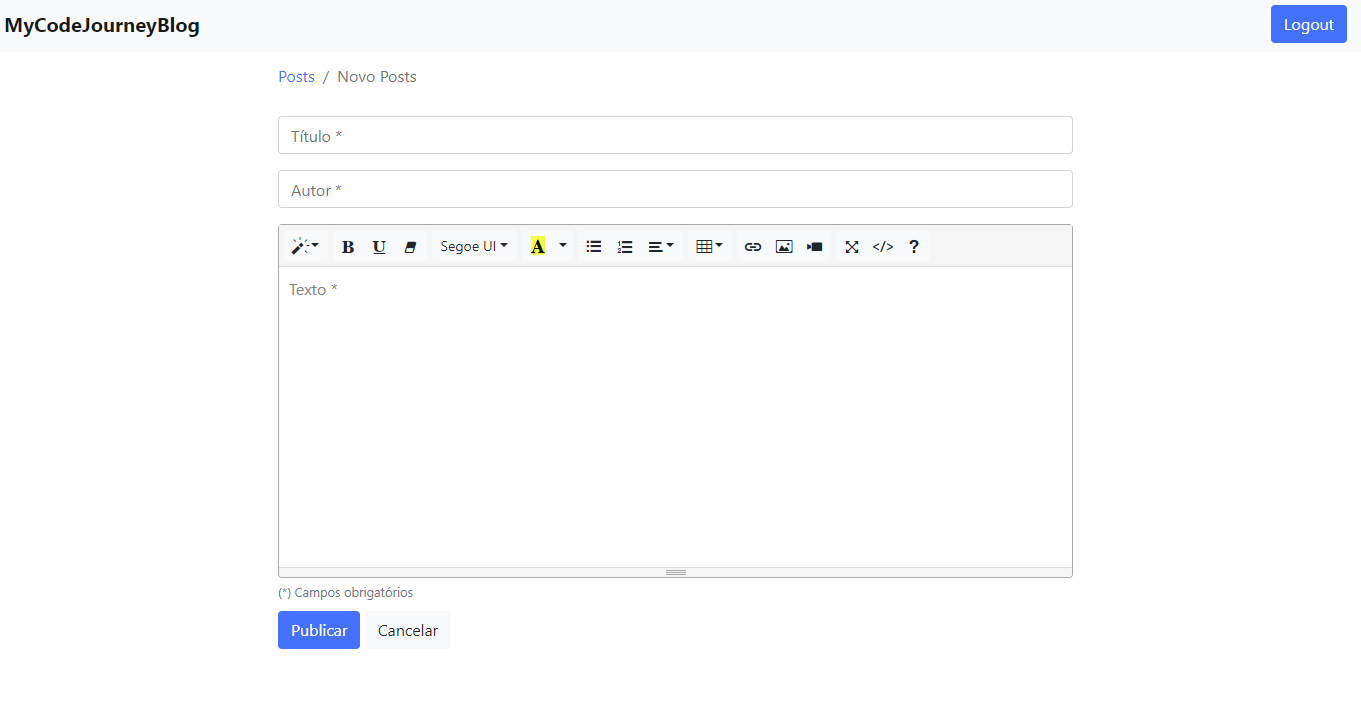 MyCodeJourneyBlog
Logout
Posts / Novo Posts
Título *
Autor *
B U Segoe UI A </> ?
Texto *
(*) Campos obrigatórios
Publicar Cancelar